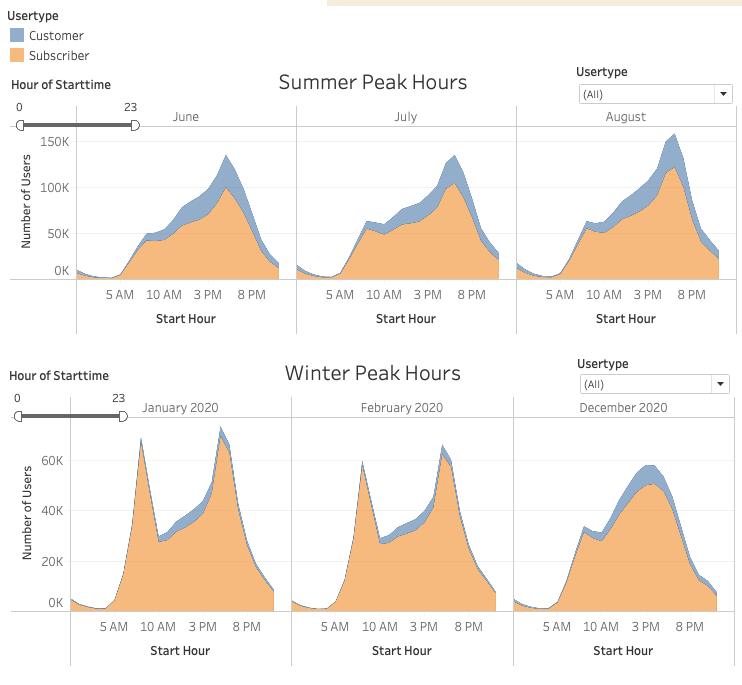 Usertype
Customer
Subscriber
Hour of Starttime
Summer Peak Hours
Usertype
(All)
0 23
June July August
Number of Users
150K
100K
50K
0K
5 AM 10 AM 3 PM 8 PM 5 AM 10 AM 3 PM 8 PM 5 AM 10 AM 3 PM 8 PM
Start Hour Start Hour Start Hour
Hour of Starttime
Winter Peak Hours
Usertype
(All)
0 23
January 2020 February 2020 December 2020
Number of Users
60K
40K
20K
0K
5 AM 10 AM 3 PM 8 PM 5 AM 10 AM 3 PM 8 PM 5 AM 10 AM 3 PM 8 PM
Start Hour Start Hour Start Hour